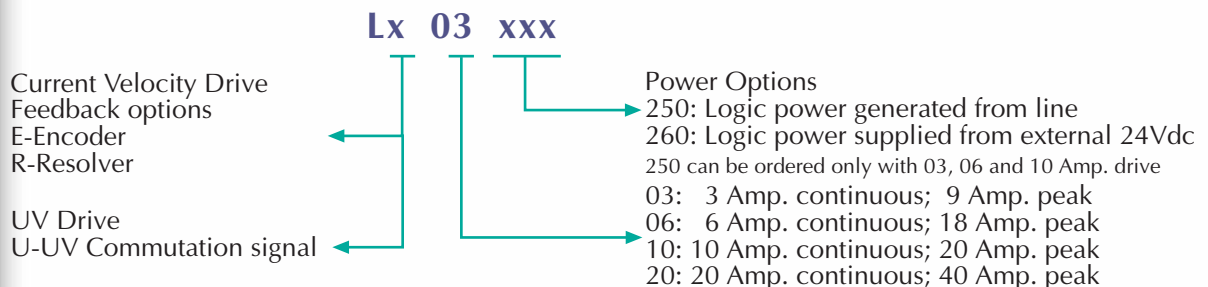 Lx 03 xxx
Current Velocity Drive
Feedback options
E-Encoder
R-Resolver
UV Drive
U-UV Commutation signal
Power Options
250: Logic power generated from line
260: Logic power supplied from external 24Vdc
250 can be ordered only with 03, 06 and 10 Amp. drive
03: 3 Amp. continuous; 9 Amp. peak
06: 6 Amp. continuous; 18 Amp. peak
10: 10 Amp. continuous; 20 Amp. peak
20: 20 Amp. continuous; 40 Amp. peak